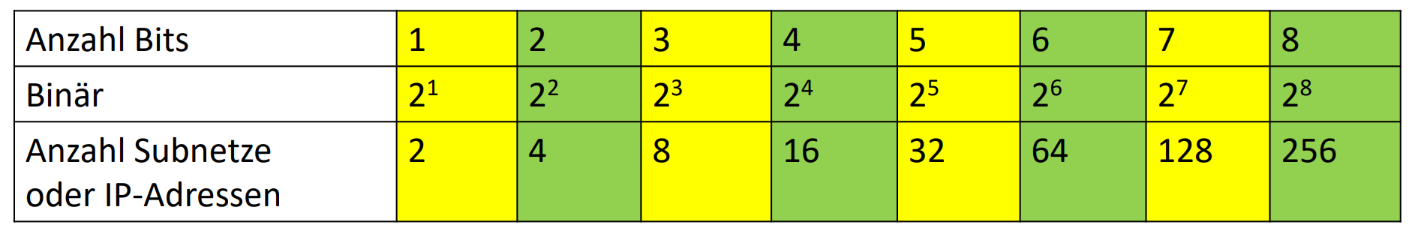 Anzahl Bits 1 2 3 4 5 6 7 8
Binär 2¹ 2² 2³ 2⁴ 2⁵ 2⁶ 2⁷ 2⁸
Anzahl Subnetze 2 4 8 16 32 64 128 256
oder IP-Adressen